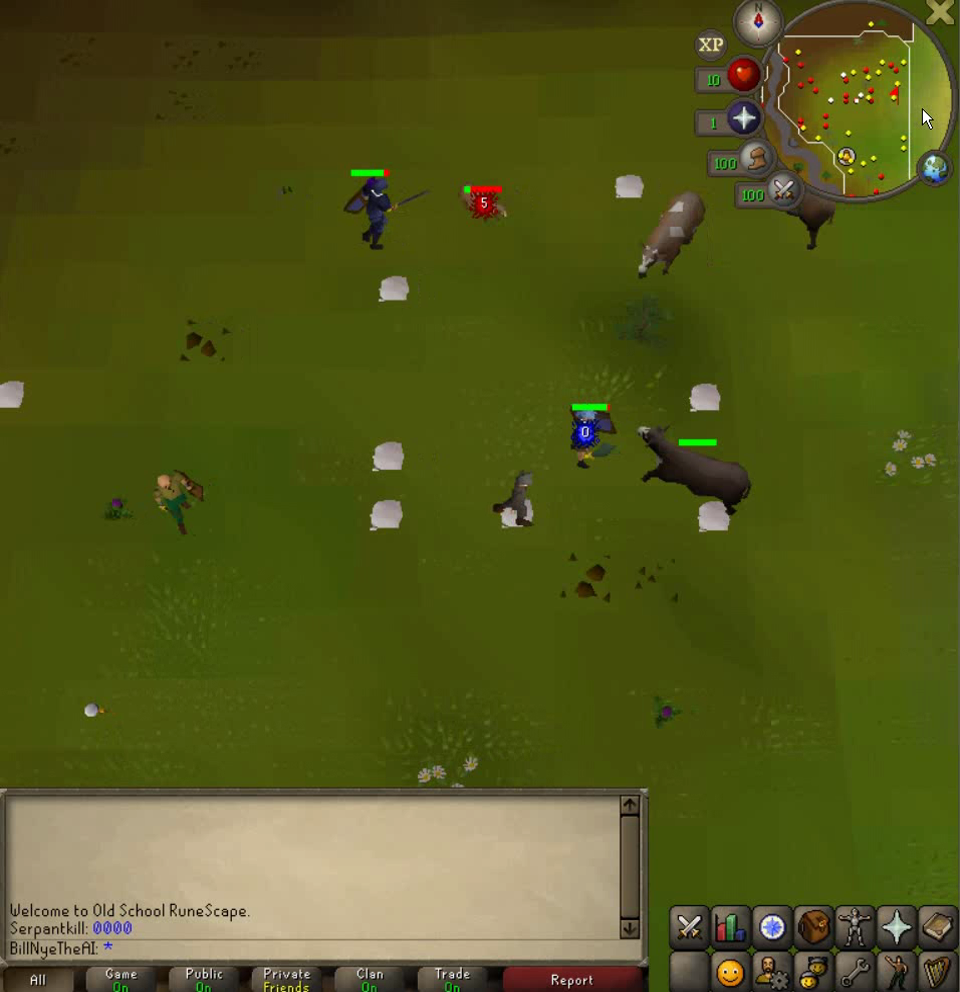 N
XP
10
1
100
100
5
0
Welcome to Old School RuneScape.
Serpantkill: 0000
BillNyeTheAI: *
All
Game
On
Public
On
Private
Friends
Clan
On
Trade
On
Report